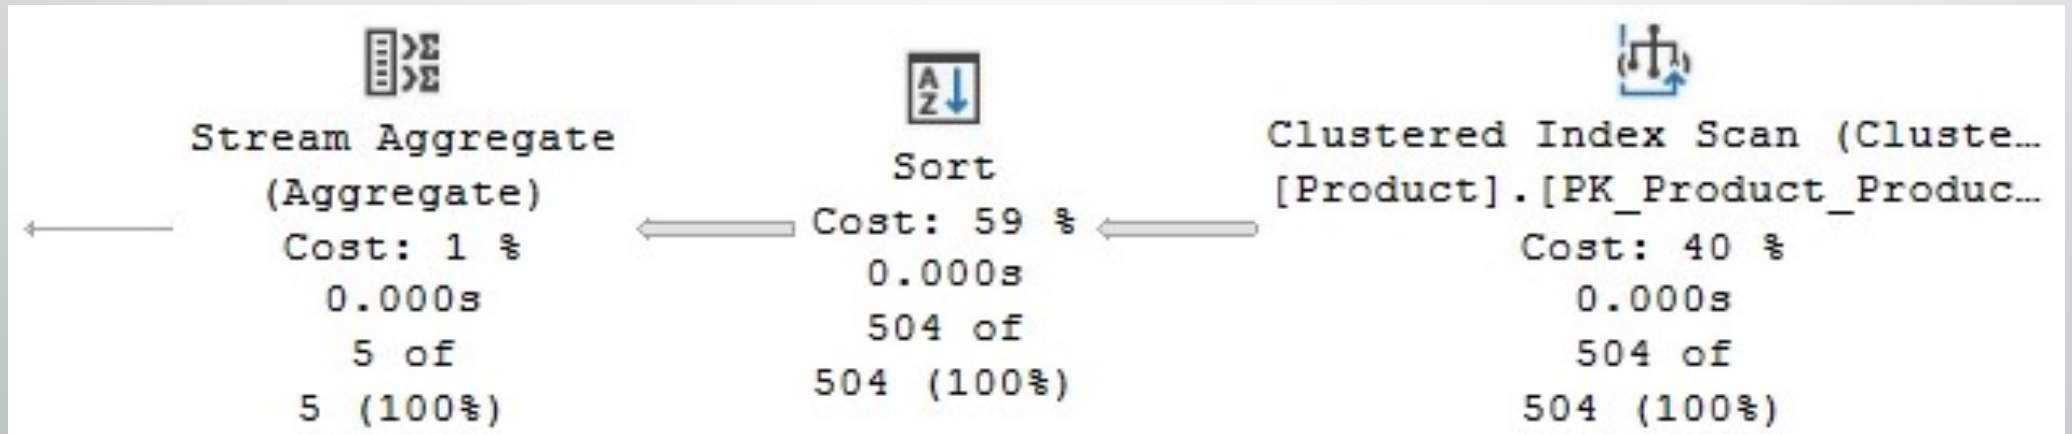 Stream Aggregate
(Aggregate)
Cost: 1 %
0.000s
5 of
5 (100%)
Sort
Cost: 59 %
0.000s
504 of
504 (100%)
Clustered Index Scan (Cluste…
[Product].[PK_Product_Produc…
Cost: 40 %
0.000s
504 of
504 (100%)